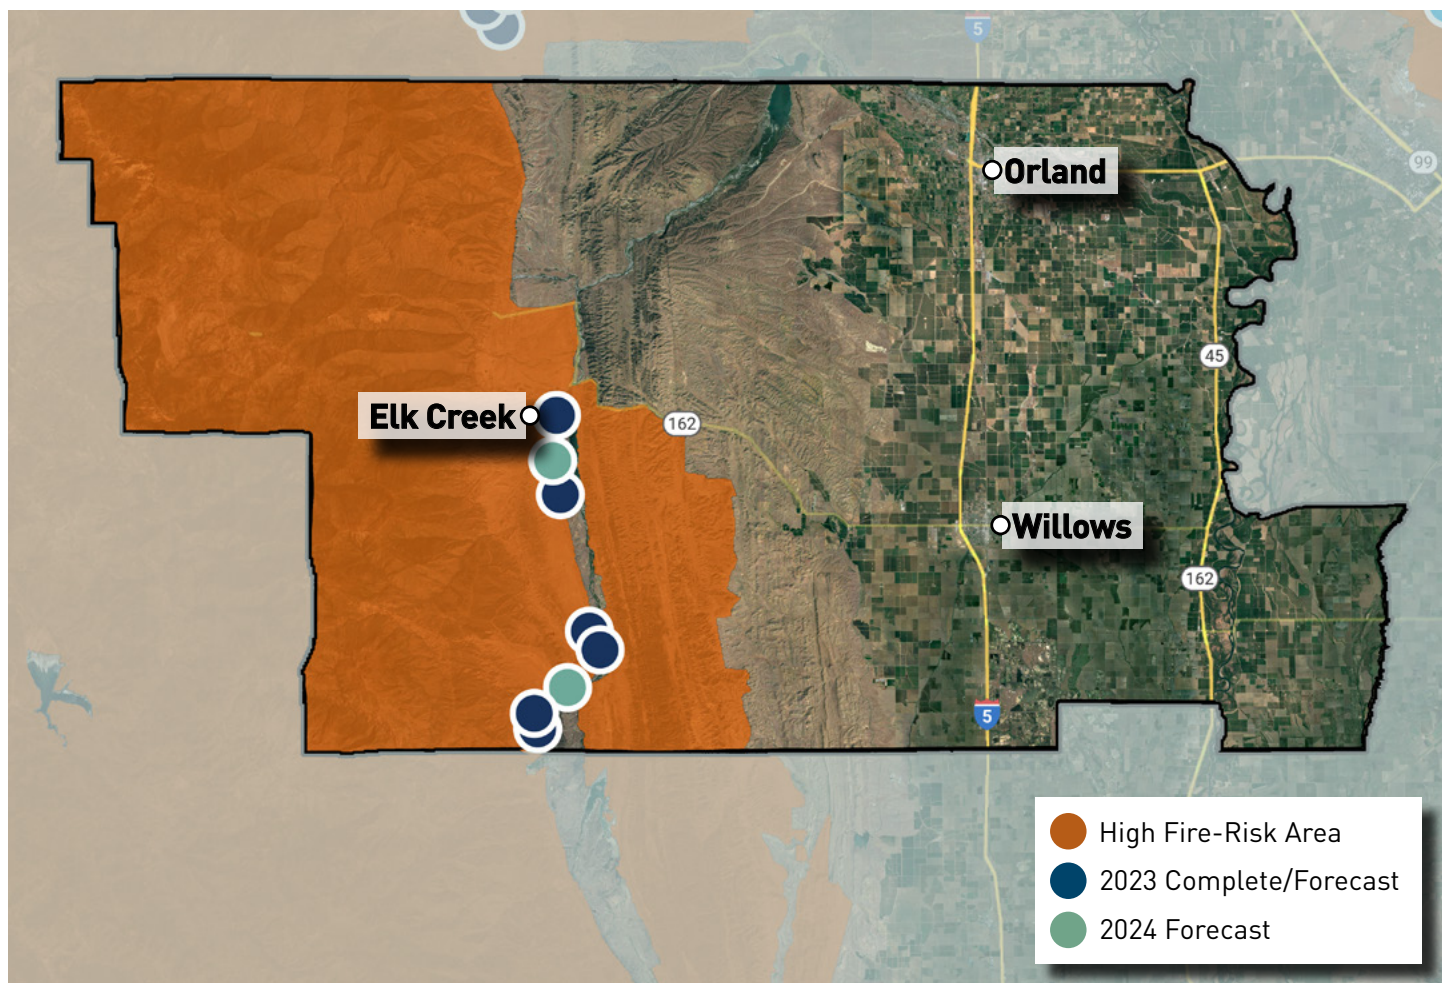 5
99
Orland
45
Elk Creek
162
Willows
162
5
High Fire-Risk Area
2023 Complete/Forecast
2024 Forecast